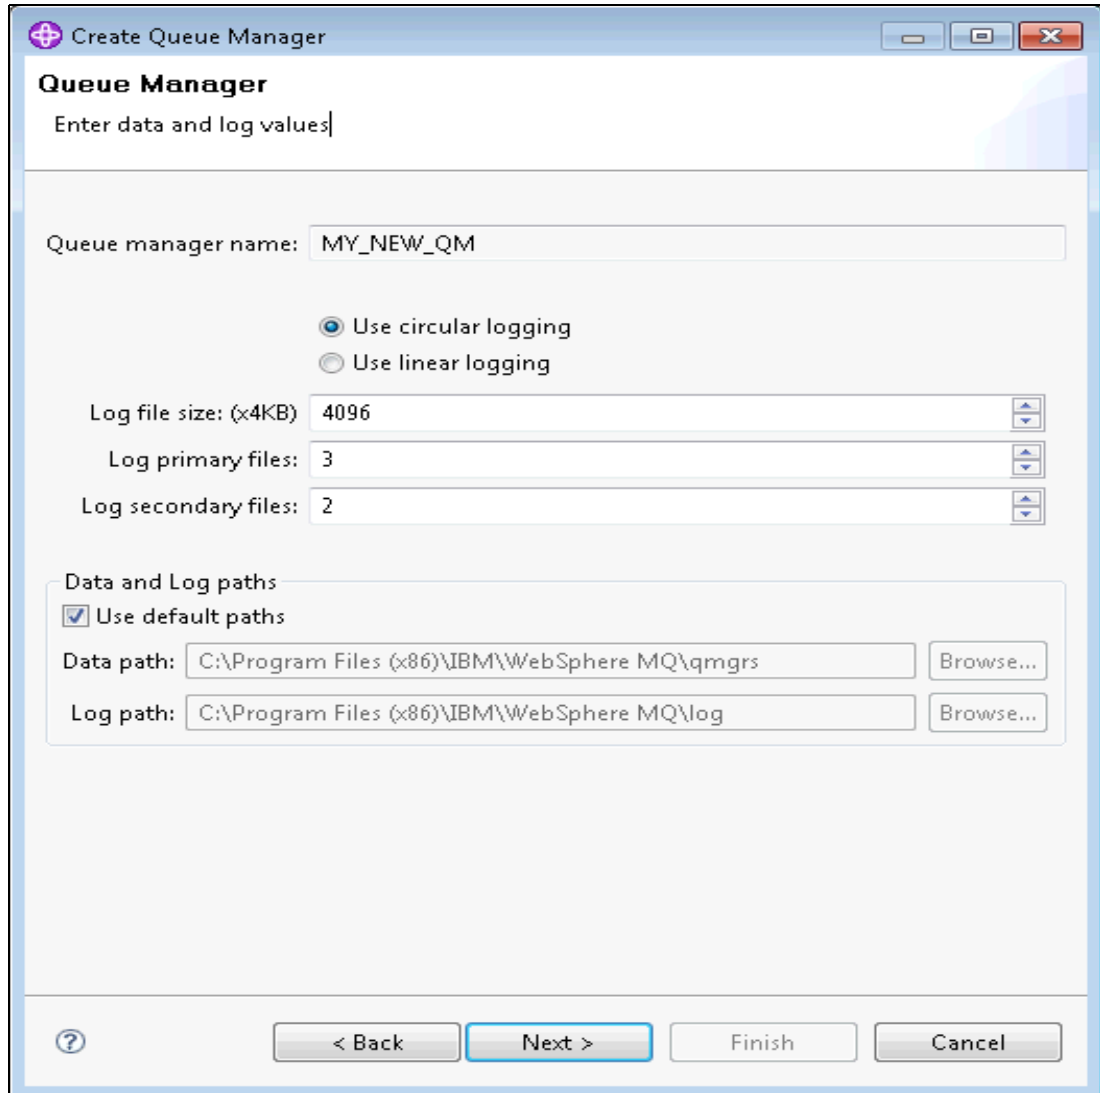 Create Queue Manager
Queue Manager
Enter data and log values
Queue manager name: MY_NEW_QM
Use circular logging
Use linear logging
Log file size: (x4KB) 4096
Log primary files: 3
Log secondary files: 2
Data and Log paths
Use default paths
Data path: C:\Program Files (x86)\IBM\WebSphere MQ\qmgrs Browse...
Log path: C:\Program Files (x86)\IBM\WebSphere MQ\log Browse...
? < Back Next > Finish Cancel